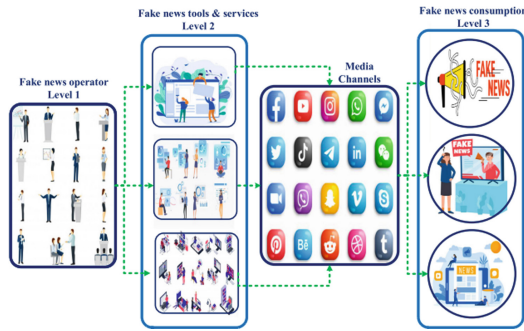 Fake news tools & services
Level 2
Fake news consumption
Level 3
Fake news operator
Level 1
Media
Channels
FAKE
NEWS
FAKE
NEWS
NEWS